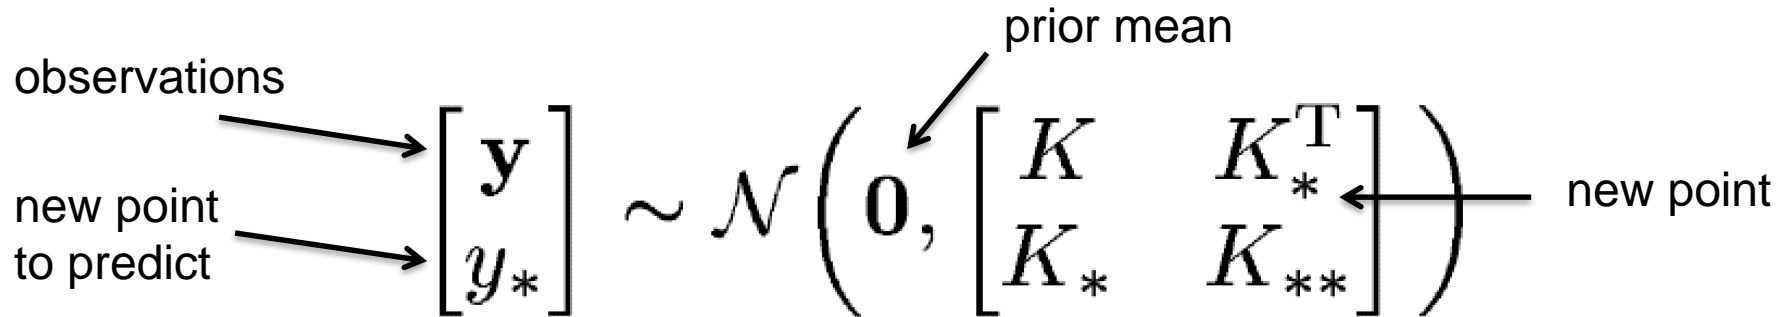 prior mean
observations
new point
to predict
[y y_*] ∼ 𝒩(0, [K K_*^T K_* K_**])
new point